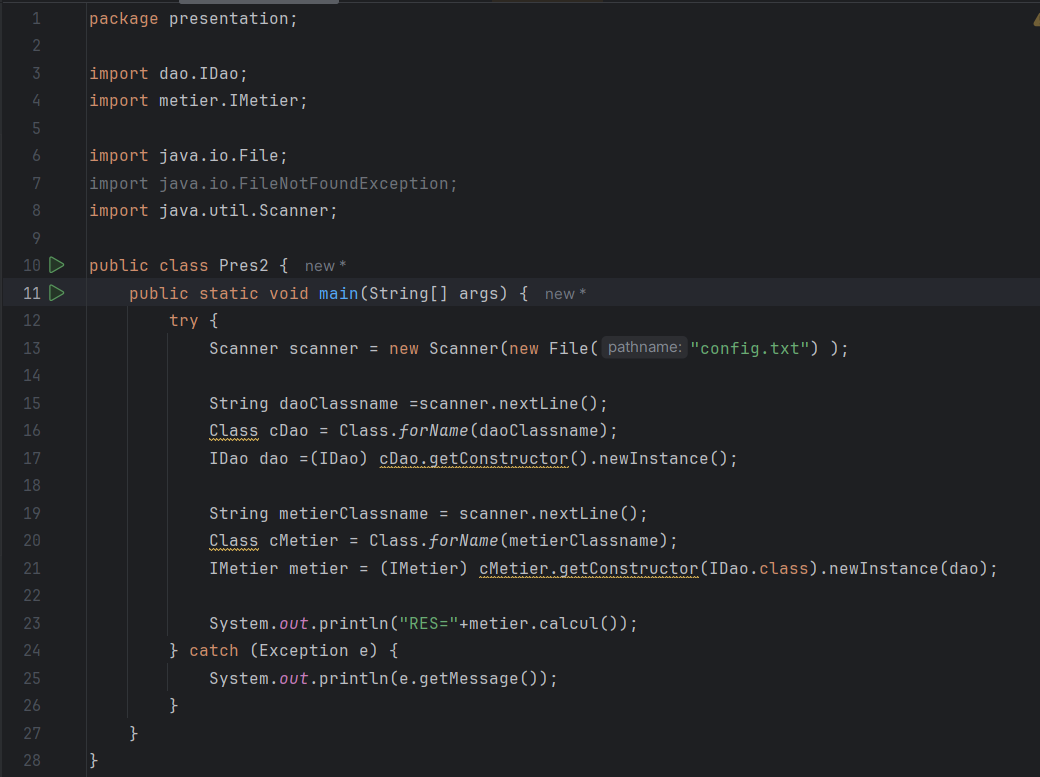 1 package presentation;
2
3 import dao.IDao;
4 import metier.IMetier;
5
6 import java.io.File;
7 import java.io.FileNotFoundException;
8 import java.util.Scanner;
9
10 public class Pres2 { new *
11 public static void main(String[] args) { new *
12 try {
13 Scanner scanner = new Scanner(new File( pathname: "config.txt") );
14
15 String daoClassname =scanner.nextLine();
16 Class cDao = Class.forName(daoClassname);
17 IDao dao =(IDao) cDao.getConstructor().newInstance();
18
19 String metierClassname = scanner.nextLine();
20 Class cMetier = Class.forName(metierClassname);
21 IMetier metier = (IMetier) cMetier.getConstructor(IDao.class).newInstance(dao);
22
23 System.out.println("RES="+metier.calcul());
24 } catch (Exception e) {
25 System.out.println(e.getMessage());
26 }
27 }
28 }